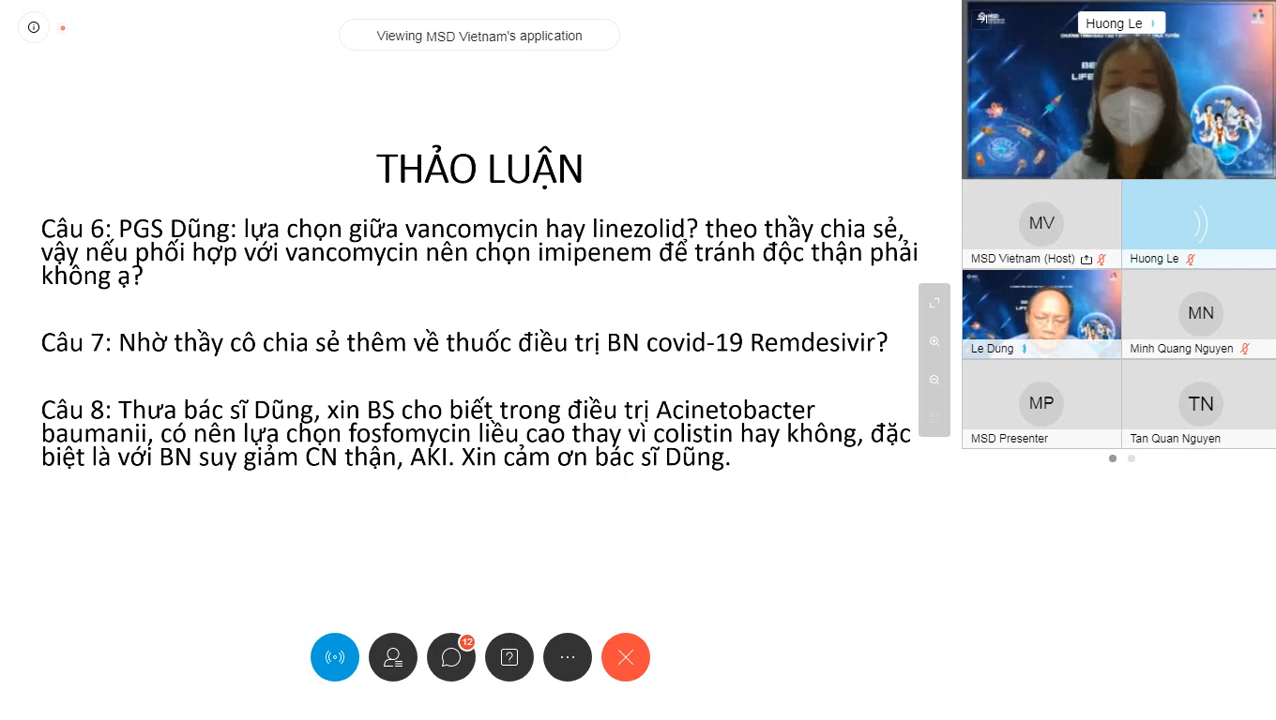 Viewing MSD Vietnam's application
THẢO LUẬN
Câu 6: PGS Dũng: lựa chọn giữa vancomycin hay linezolid? theo thầy chia sẻ,
vậy nếu phối hợp với vancomycin nên chọn imipenem để tránh độc thận phải
không ạ?
Câu 7: Nhờ thầy cô chia sẻ thêm về thuốc điều trị BN covid-19 Remdesivir?
Câu 8: Thưa bác sĩ Dũng, xin BS cho biết trong điều trị Acinetobacter
baumanii, có nên lựa chọn fosfomycin liều cao thay vì colistin hay không, đặc
biệt là với BN suy giảm CN thận, AKI. Xin cảm ơn bác sĩ Dũng.
12
Huong Le
MSD
BE
LIFE
MV
MSD Vietnam (Host)
Huong Le
Le Dung
MN
Minh Quang Nguyen
MP
MSD Presenter
TN
Tan Quan Nguyen